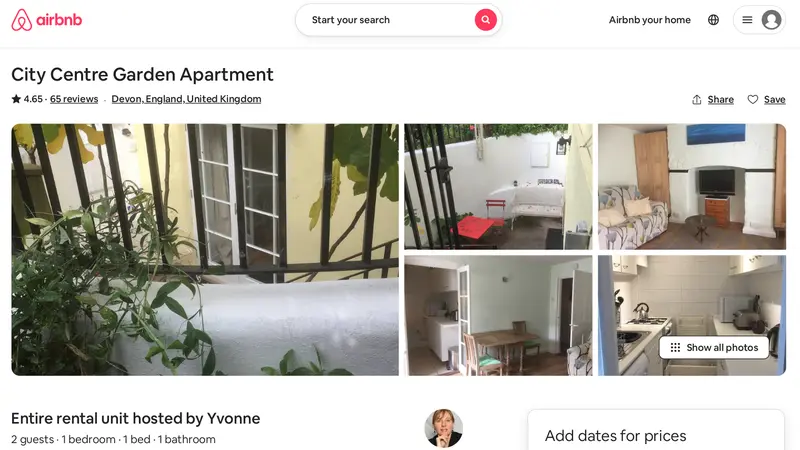 airbnb
Start your search
Airbnb your home
City Centre Garden Apartment
4.65 · 65 reviews · Devon, England, United Kingdom
Share
Save
Show all photos
Entire rental unit hosted by Yvonne
2 guests · 1 bedroom · 1 bed · 1 bathroom
Add dates for prices